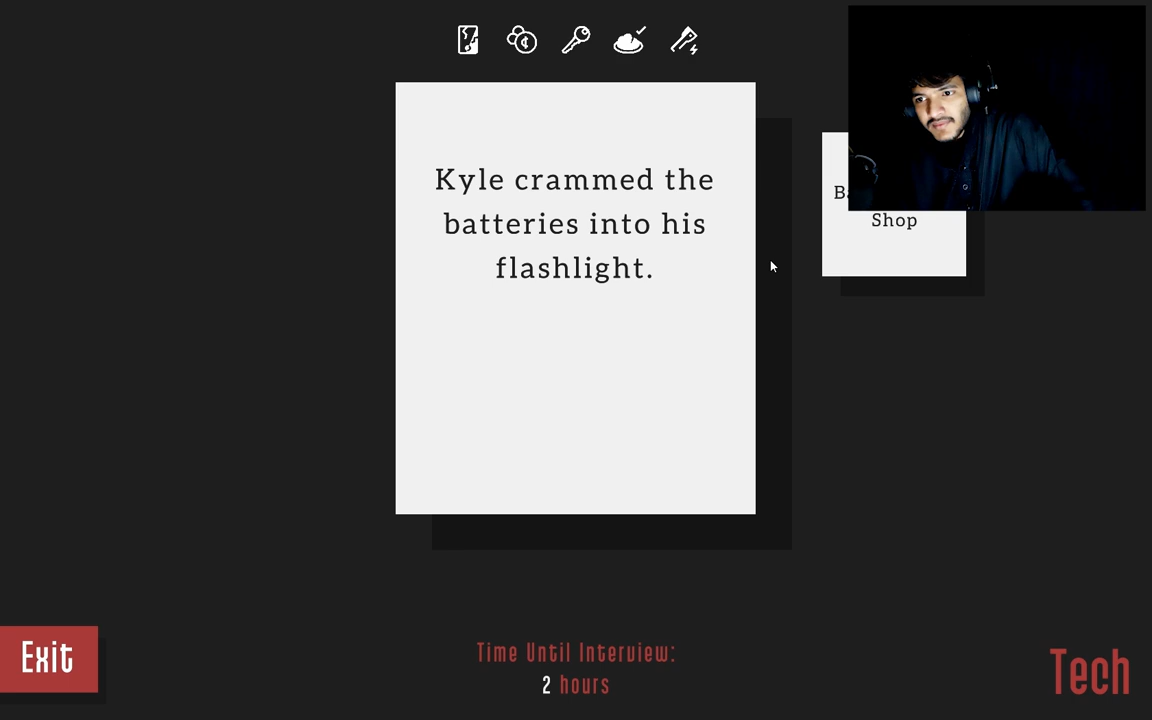 Kyle crammed the
batteries into his
flashlight.
Shop
Exit
Time Until Interview:
2 hours
Tech